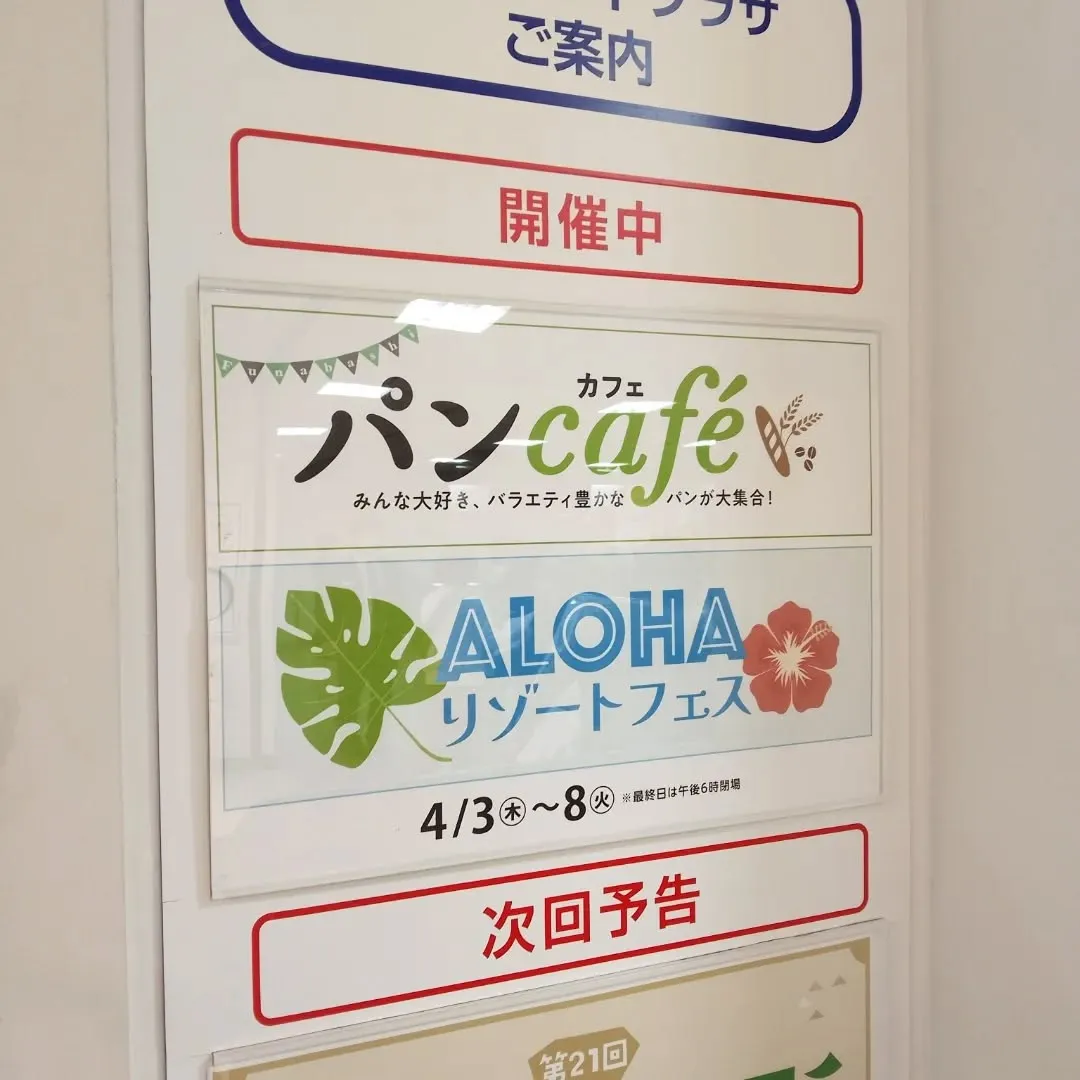 ご案内
開催中
Funabashi
カフェ
パンcafé
みんな大好き、バラエティ豊かな パンが大集合!
ALOHA
リゾートフェス
4/3㊍～8㊋ ※最終日は午後6時閉場
次回予告
第21回